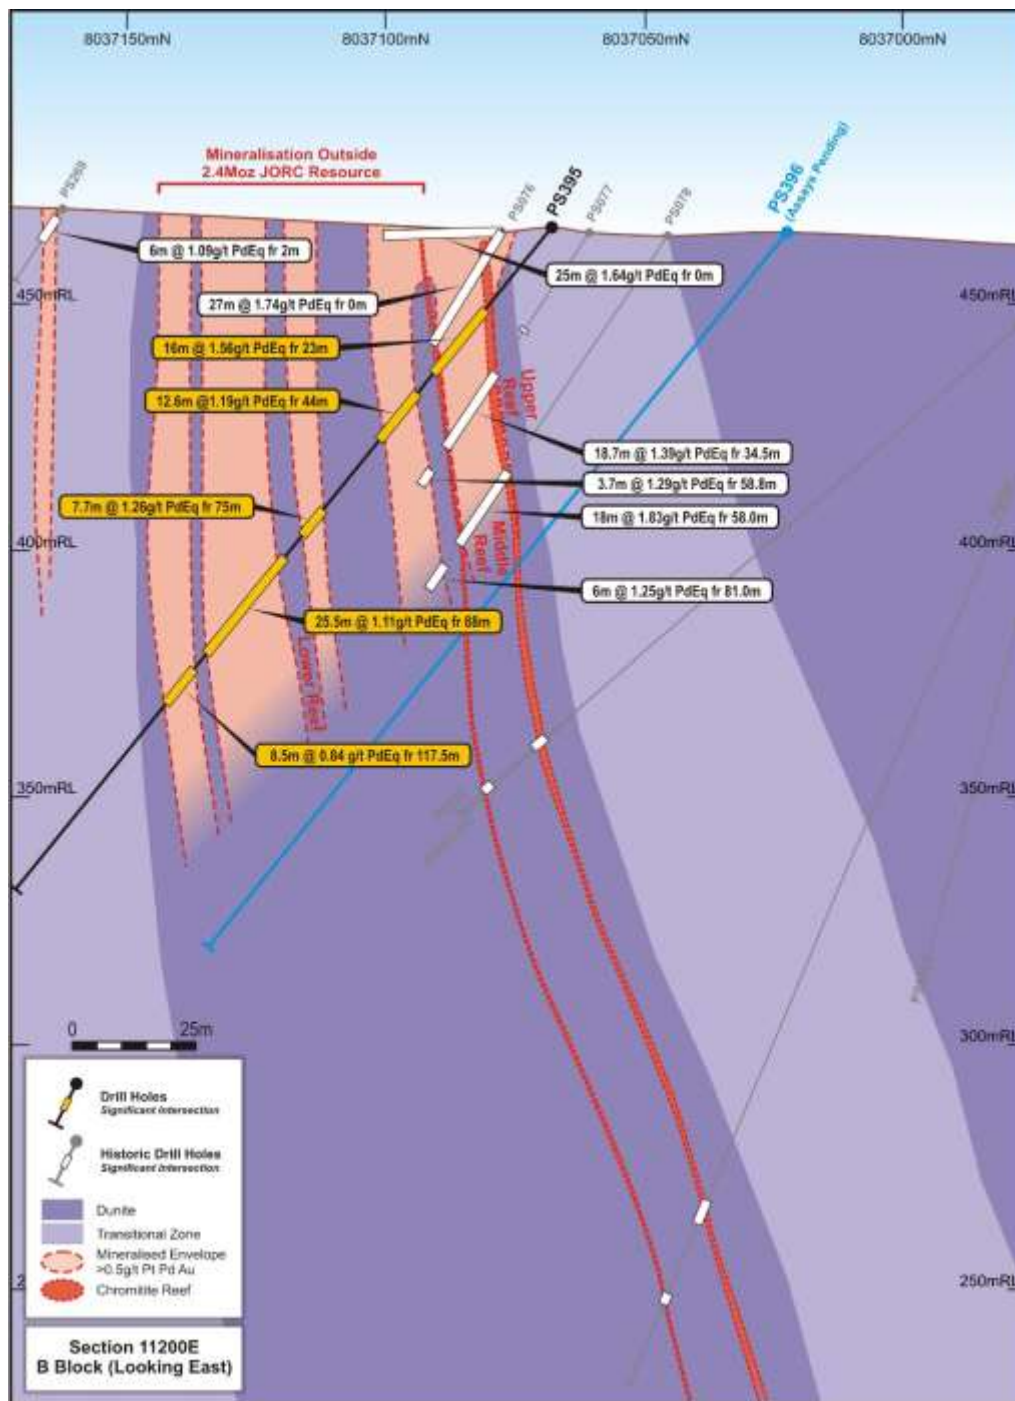 8037150mN
8037100mN
8037050mN
8037000mN
Mineralisation Outside
2.4Moz JORC Resource
PS269
PS076
PS395
PS077
PS078
PS396
(Assays Pending)
6m @ 1.09g/t PdEq fr 2m
25m @ 1.64g/t PdEq fr 0m
450mRL
450mRL
27m @ 1.74g/t PdEq fr 0m
16m @ 1.56g/t PdEq fr 23m
12.6m @1.19g/t PdEq fr 44m
Upper
Reef
18.7m @ 1.39g/t PdEq fr 34.5m
3.7m @ 1.29g/t PdEq fr 58.8m
7.7m @ 1.26g/t PdEq fr 75m
18m @ 1.83g/t PdEq fr 58.0m
400mRL
400mRL
Middle
Reef
6m @ 1.25g/t PdEq fr 81.0m
25.5m @ 1.11g/t PdEq fr 88m
Lower Reef
8.5m @ 0.84 g/t PdEq fr 117.5m
350mRL
350mRL
0
25m
300mRL
Drill Holes
Significant Intersection
Historic Drill Holes
Significant Intersection
Dunite
Transitional Zone
Mineralised Envelope
>0.5g/t Pt Pd Au
Chromitite Reef
250mRL
Section 11200E
B Block (Looking East)